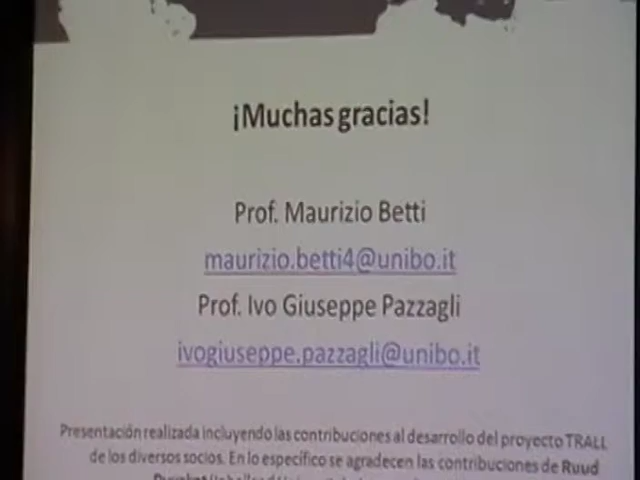 ¡Muchas gracias!
Prof. Maurizio Betti
maurizio.betti4@unibo.it
Prof. Ivo Giuseppe Pazzagli
ivogiuseppe.pazzagli@unibo.it
Presentación realizada incluyendo las contribuciones al desarrollo del proyecto TRALL
de los diversos socios. En lo específico se agradecen las contribuciones de Ruud